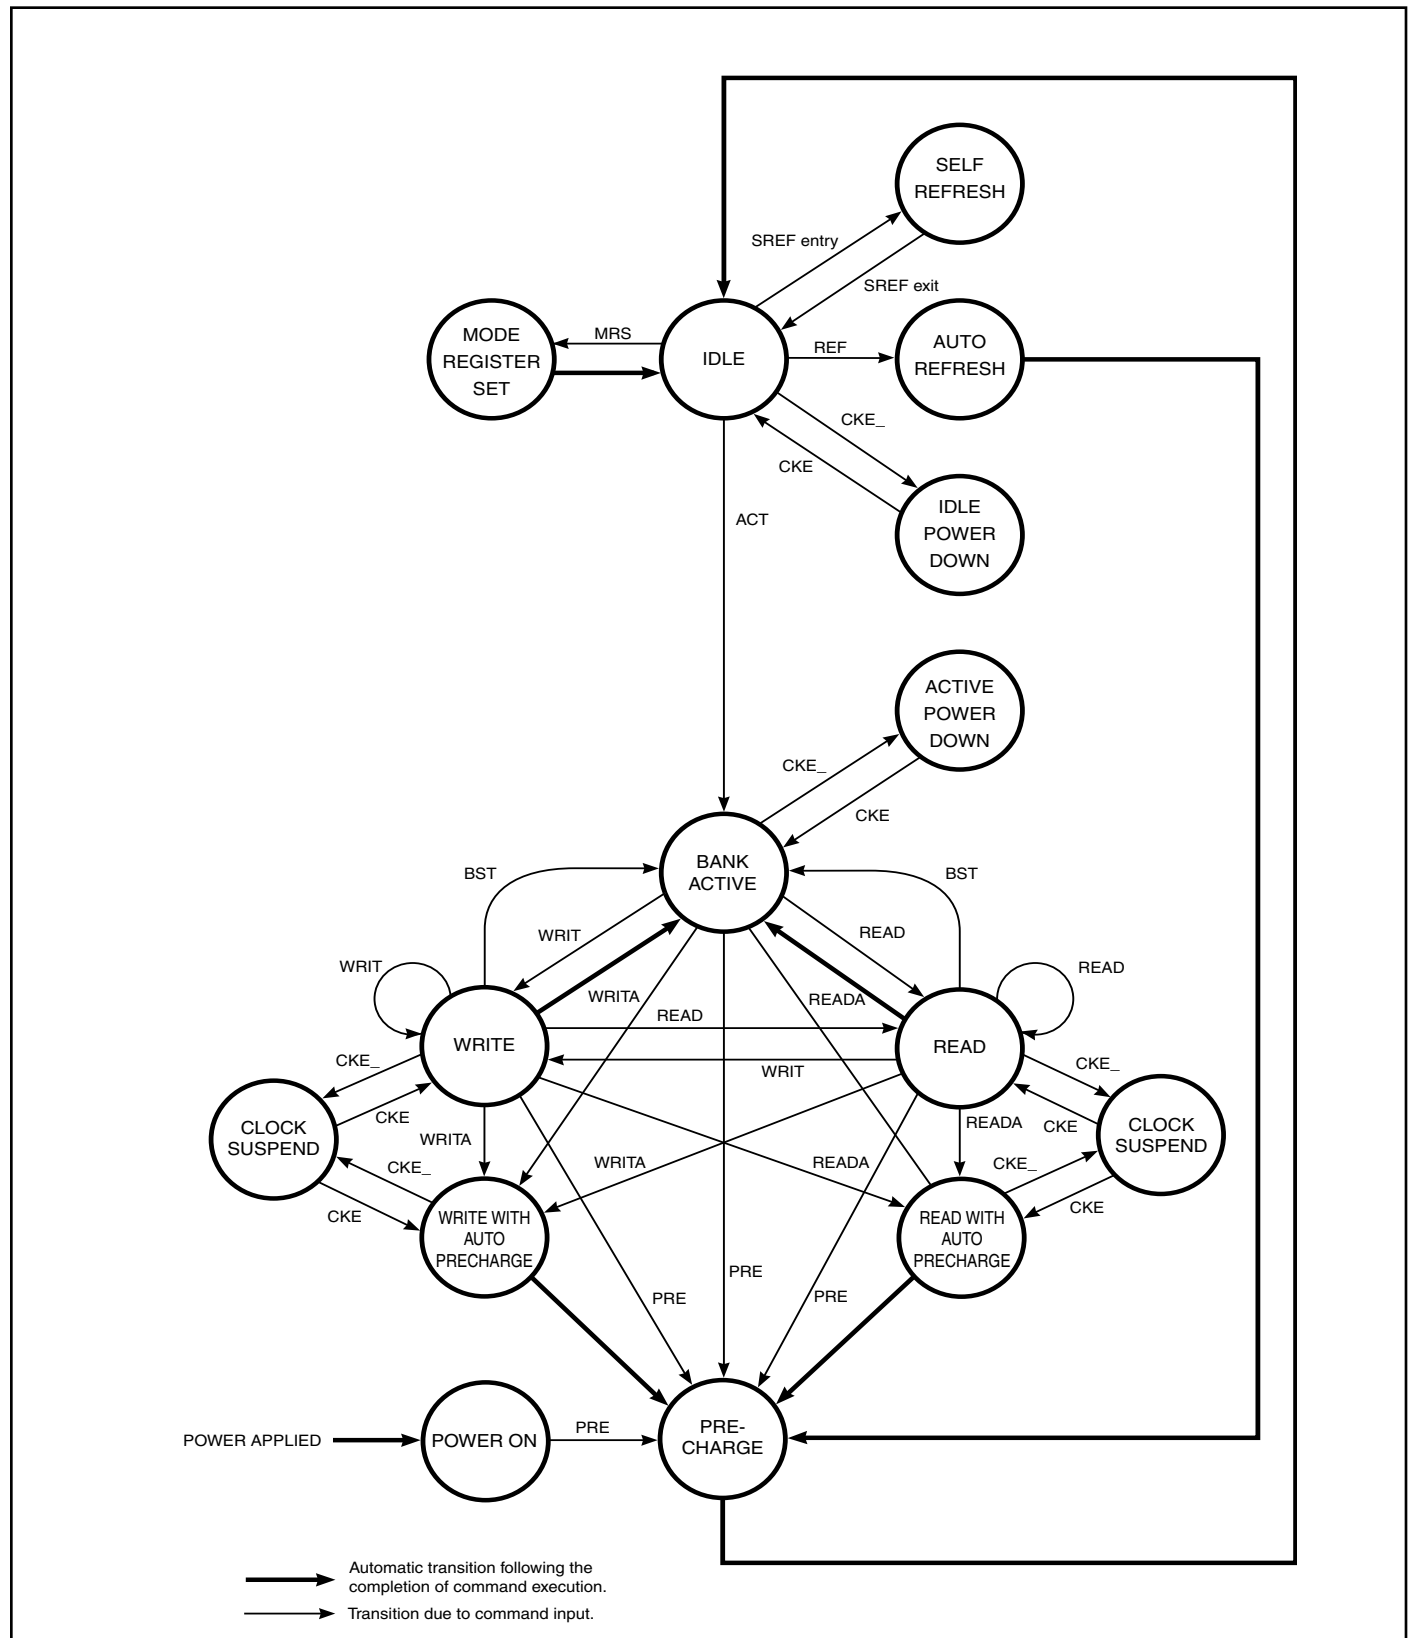 SELF
REFRESH
SREF entry
SREF exit
MODE
REGISTER
SET
MRS
IDLE
REF
AUTO
REFRESH
CKE_
CKE
IDLE
POWER
DOWN
ACT
ACTIVE
POWER
DOWN
CKE_
CKE
BANK
ACTIVE
BST
BST
WRIT
READ
WRIT
READ
WRITA
READA
READ
WRITE
READ
WRIT
CKE_
CKE_
CKE
CKE
CLOCK
SUSPEND
CLOCK
SUSPEND
WRITA
READA
WRITA
READA
CKE_
CKE_
CKE
CKE
WRITE WITH
AUTO
PRECHARGE
READ WITH
AUTO
PRECHARGE
PRE
PRE
PRE
POWER APPLIED
POWER ON
PRE
PRE-
CHARGE
Automatic transition following the
completion of command execution.
Transition due to command input.